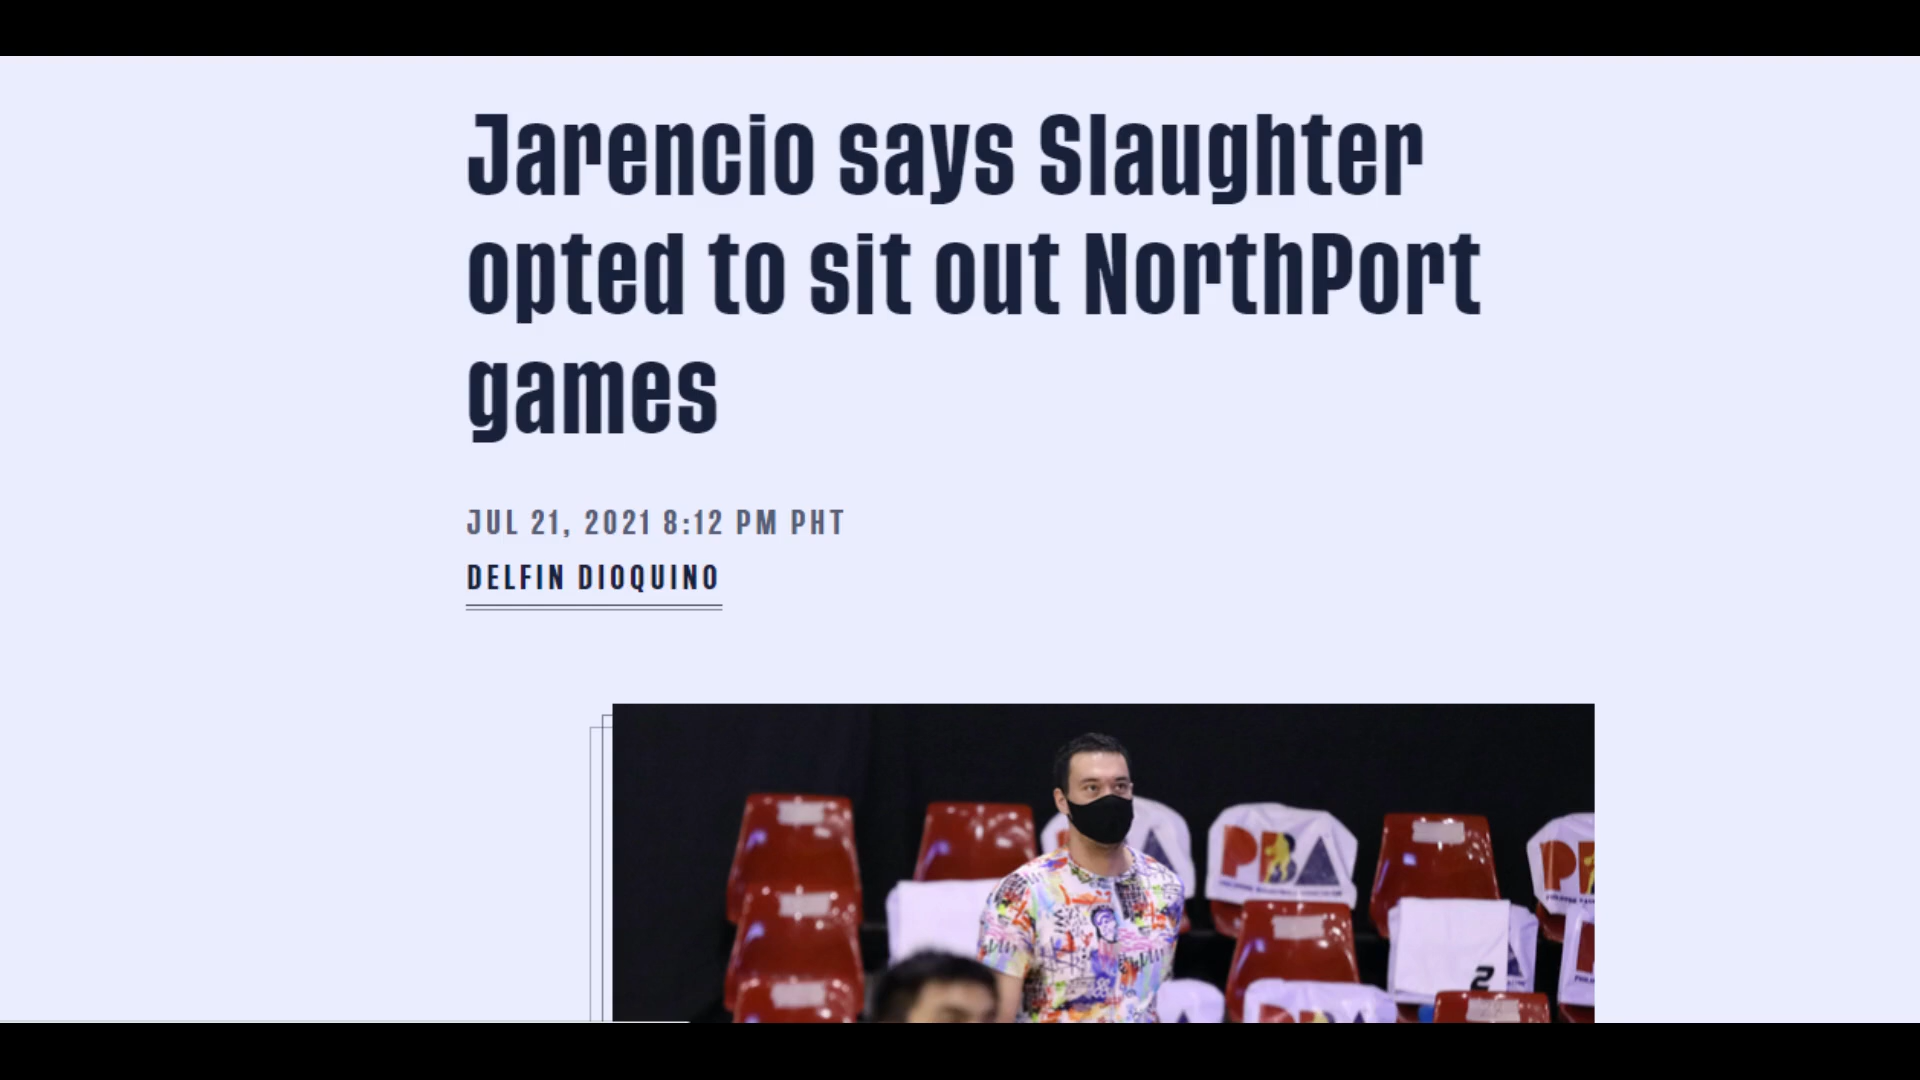 Jarencio says Slaughter
opted to sit out NorthPort
games
JUL 21, 2021 8:12 PM PHT
DELFIN DIOQUINO
PBA
2